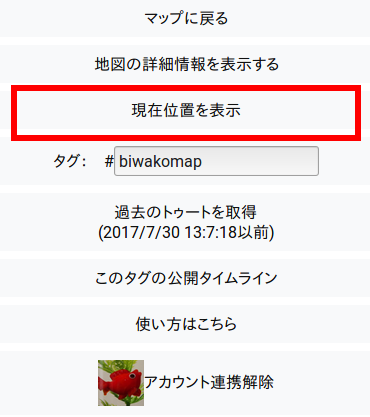 マップに戻る
地図の詳細情報を表示する
現在位置を表示
タグ： #biwakomap
過去のトゥートを取得
(2017/7/30 13:7:18以前)
このタグの公開タイムライン
使い方はこちら
アカウント連携解除